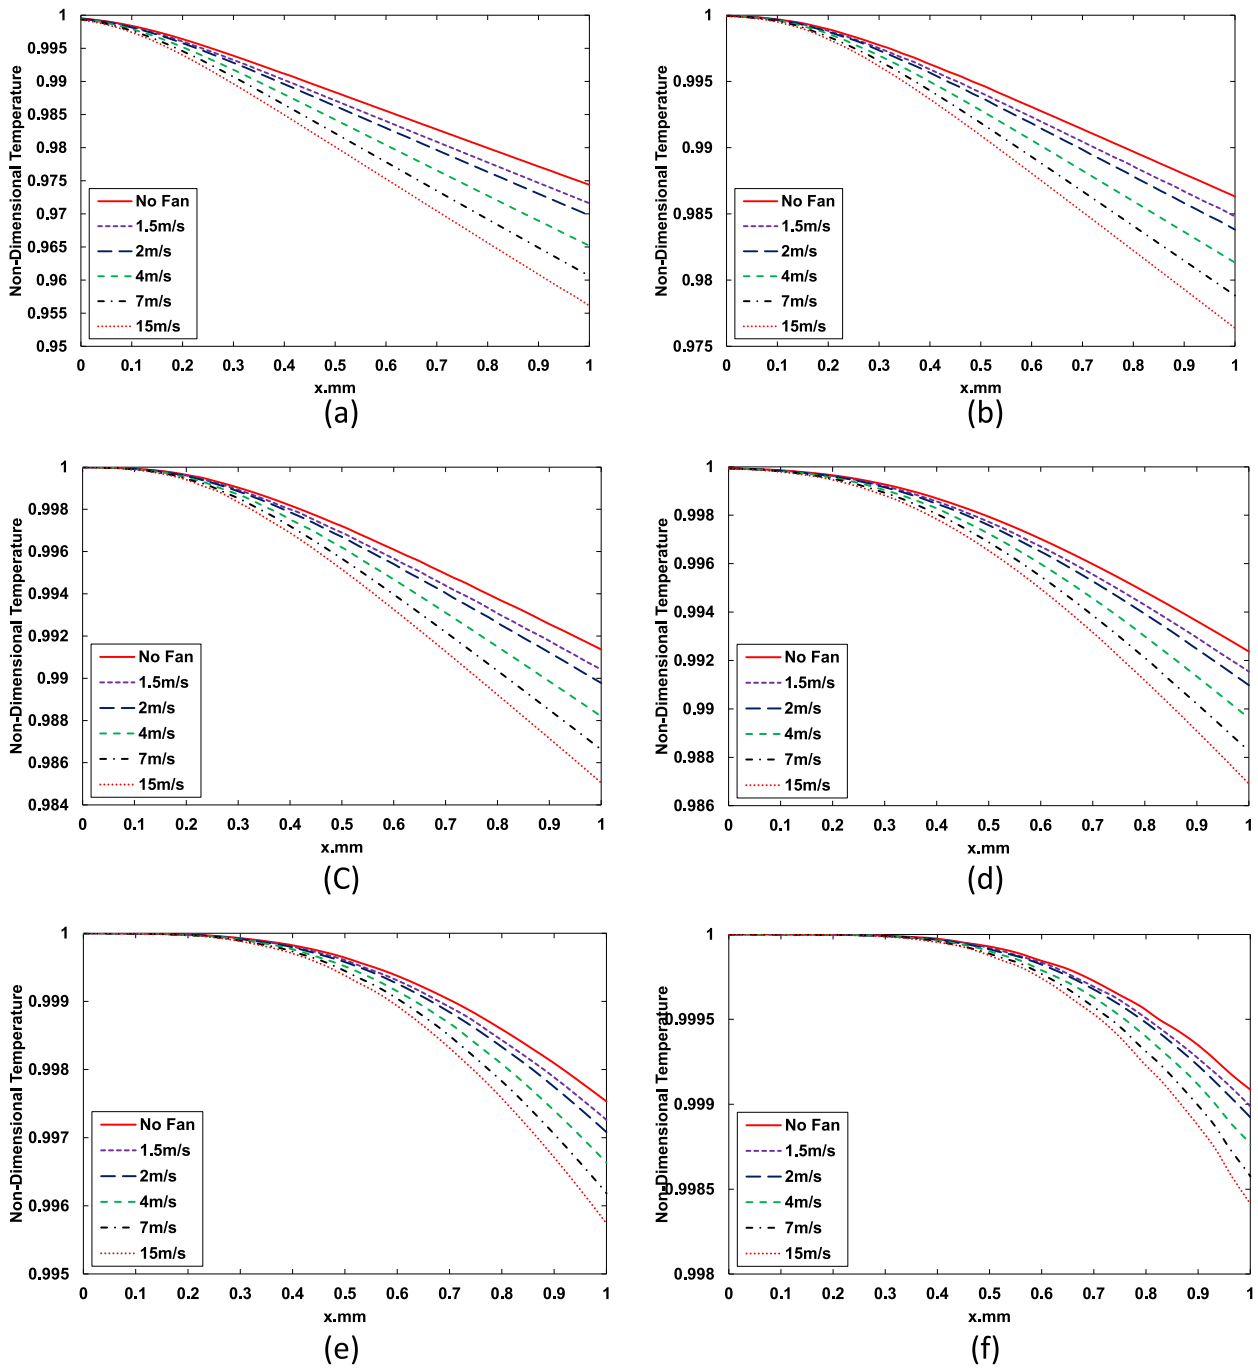 1
0.995
0.99
0.985
0.98
0.975
0.97
0.965
0.96
0.955
0.95
Non-Dimensional Temperature
No Fan
1.5m/s
2m/s
4m/s
7m/s
15m/s
0 0.1 0.2 0.3 0.4 0.5 0.6 0.7 0.8 0.9 1
x.mm
(a)
1
0.995
0.99
0.985
0.98
0.975
Non-Dimensional Temperature
No Fan
1.5m/s
2m/s
4m/s
7m/s
15m/s
0 0.1 0.2 0.3 0.4 0.5 0.6 0.7 0.8 0.9 1
x.mm
(b)
1
0.998
0.996
0.994
0.992
0.99
0.988
0.986
0.984
Non-Dimensional Temperature
No Fan
1.5m/s
2m/s
4m/s
7m/s
15m/s
0 0.1 0.2 0.3 0.4 0.5 0.6 0.7 0.8 0.9 1
x.mm
(C)
1
0.998
0.996
0.994
0.992
0.99
0.988
0.986
Non-Dimensional Temperature
No Fan
1.5m/s
2m/s
4m/s
7m/s
15m/s
0 0.1 0.2 0.3 0.4 0.5 0.6 0.7 0.8 0.9 1
x.mm
(d)
1
0.999
0.998
0.997
0.996
0.995
Non-Dimensional Temperature
No Fan
1.5m/s
2m/s
4m/s
7m/s
15m/s
0 0.1 0.2 0.3 0.4 0.5 0.6 0.7 0.8 0.9 1
x.mm
(e)
1
0.9995
0.999
0.9985
0.998
Non-Dimensional Temperature
No Fan
1.5m/s
2m/s
4m/s
7m/s
15m/s
0 0.1 0.2 0.3 0.4 0.5 0.6 0.7 0.8 0.9 1
x.mm
(f)